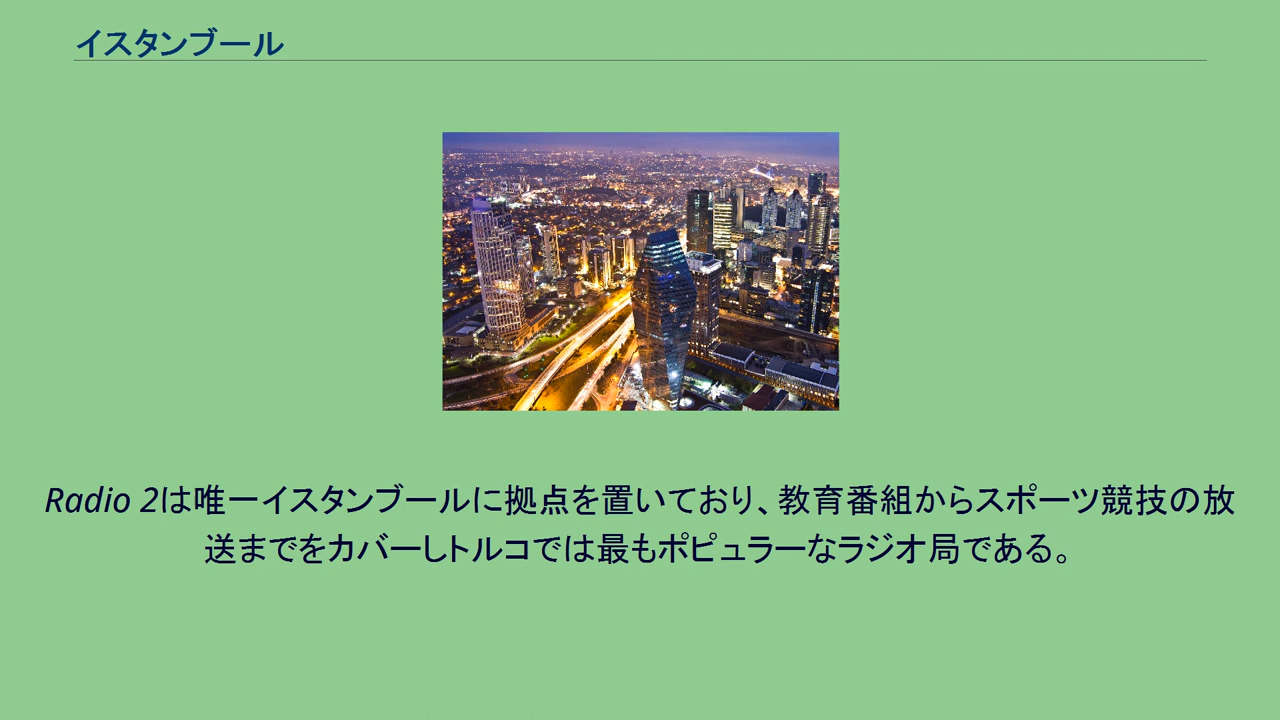 イスタンブール
Radio 2は唯一イスタンブールに拠点を置いており、教育番組からスポーツ競技の放
送までをカバーしトルコでは最もポピュラーなラジオ局である。